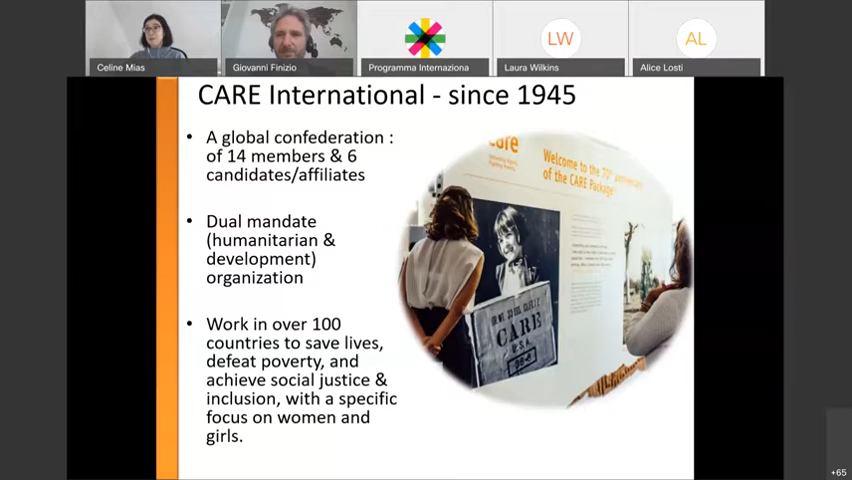 LW
AL
Celine Mias
Giovanni Finizio
Programma Internaziona
Laura Wilkins
Alice Losti
CARE International - since 1945
• A global confederation :
of 14 members & 6
candidates/affiliates
• Dual mandate
(humanitarian &
development)
organization
• Work in over 100
countries to save lives,
defeat poverty, and
achieve social justice &
inclusion, with a specific
focus on women and
girls.
care
Welcome to the 70th anniversary
of the CARE Package
CARE
U.S.A.
+65